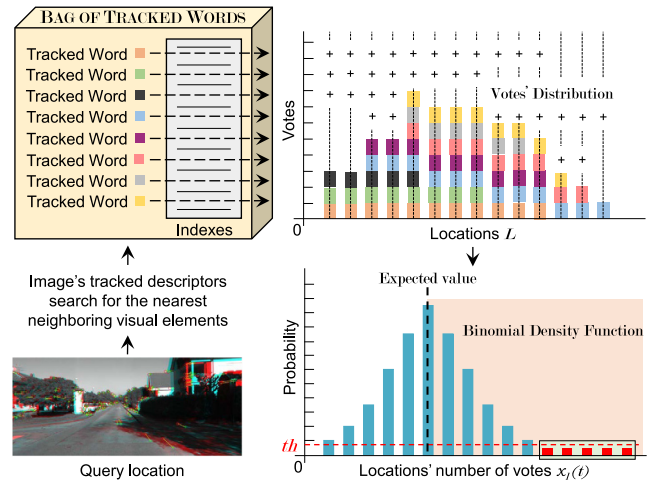 BAG OF TRACKED WORDS
Tracked Word
Tracked Word
Tracked Word
Tracked Word
Tracked Word
Tracked Word
Tracked Word
Tracked Word
Indexes
Image's tracked descriptors
search for the nearest
neighboring visual elements
Query location
Votes
Votes' Distribution
0
Locations L
Expected value
Probability
Binomial Density Function
th
0
Locations' number of votes x_l(t)